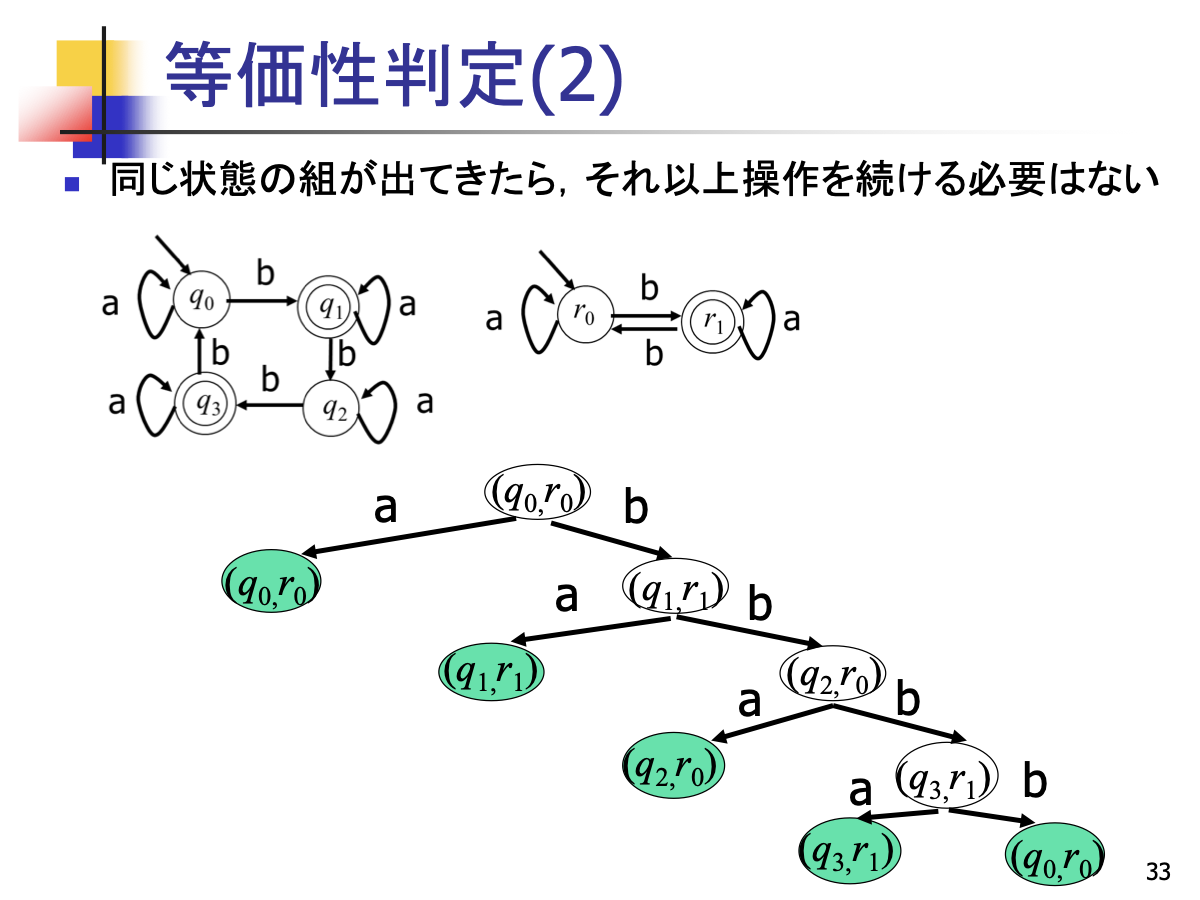 等価性判定(2)
同じ状態の組が出てきたら，それ以上操作を続ける必要はない
a q0 b q1 a
b b
a q3 b q2 a
a r0 b r1 a
b
(q0,r0)
a b
(q0,r0) (q1,r1)
a b
(q1,r1) (q2,r0)
a b
(q2,r0) (q3,r1)
a b
(q3,r1) (q0,r0)
33